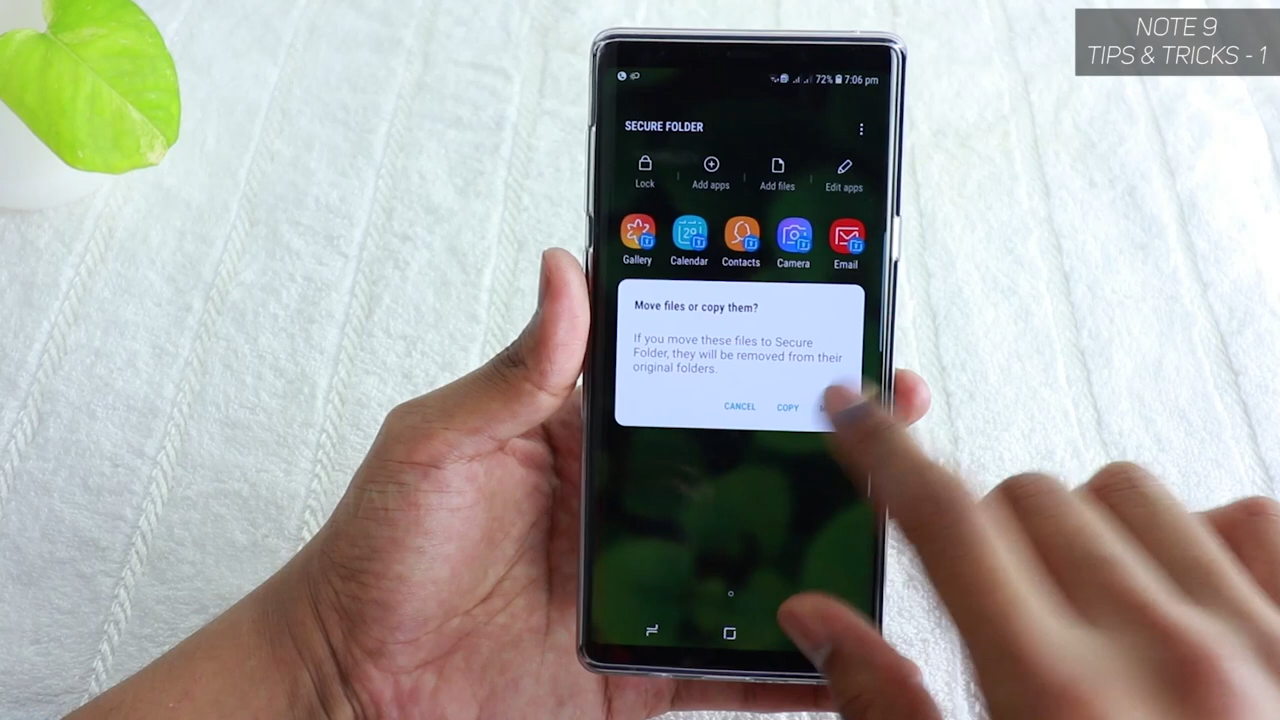 NOTE 9
TIPS & TRICKS - 1
72% 7:06 pm
SECURE FOLDER
Lock
Add apps
Add files
Edit apps
Gallery
Calendar
29
Contacts
Camera
Email
Move files or copy them?
If you move these files to Secure
Folder, they will be removed from their
original folders.
CANCEL
COPY